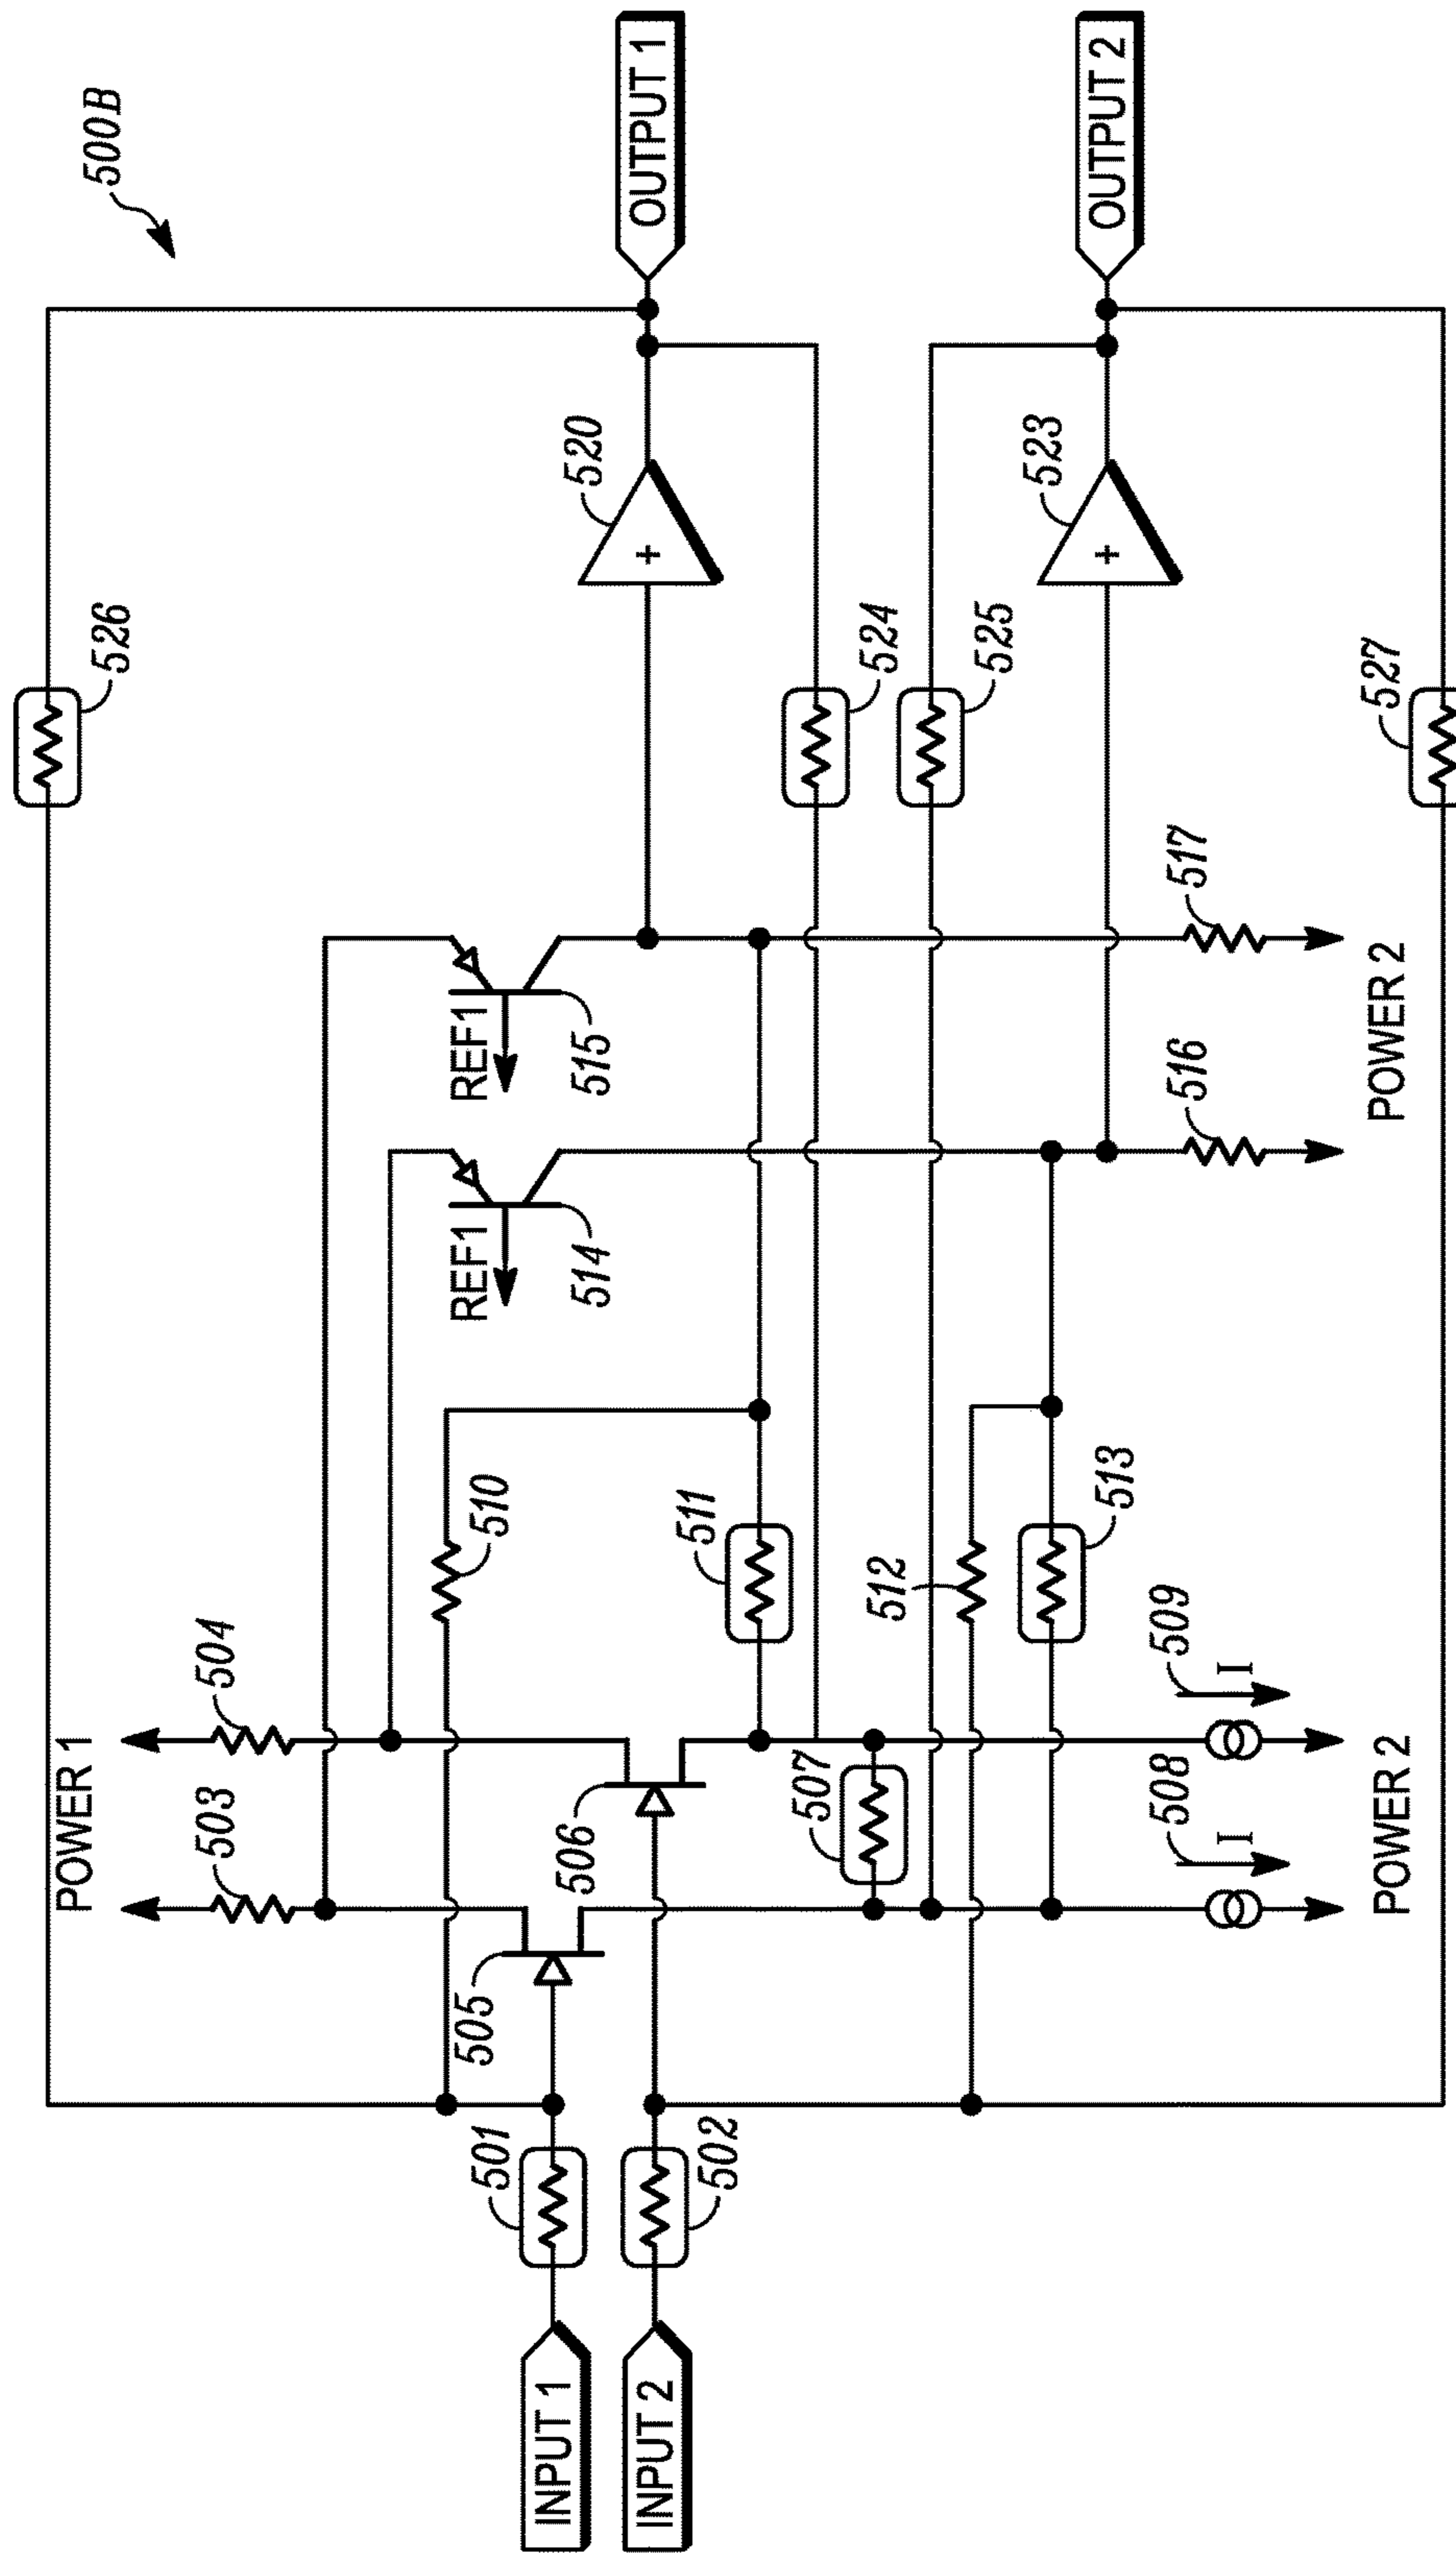 500B
526
POWER 1
503
504
510
REF1
514
REF1
515
520
OUTPUT 1
505
506
511
524
INPUT 1
501
INPUT 2
502
507
512
513
525
523
OUTPUT 2
508
I
509
I
516
517
POWER 2
POWER 2
527